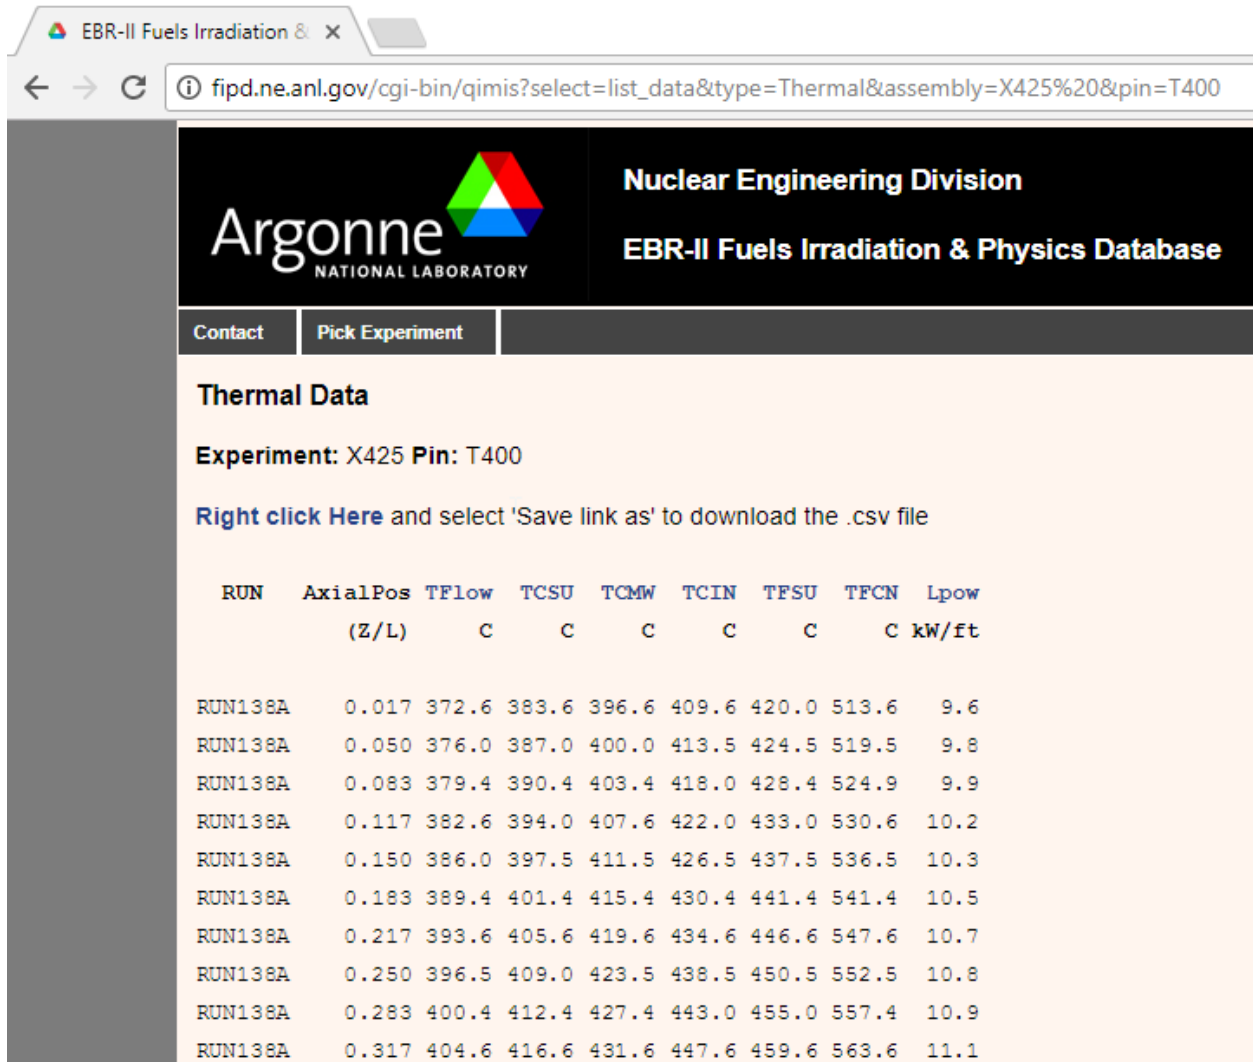 EBR-II Fuels Irradiation &
fipd.ne.anl.gov/cgi-bin/qimis?select=list_data&type=Thermal&assembly=X425%20&pin=T400
Argonne
NATIONAL LABORATORY
Nuclear Engineering Division
EBR-II Fuels Irradiation & Physics Database
Contact Pick Experiment
Thermal Data
Experiment: X425 Pin: T400
Right click Here and select 'Save link as' to download the .csv file
RUN AxialPos TFlow TCSU TCMW TCIN TFSU TFCN Lpow
(Z/L) C C C C C C kW/ft
RUN138A 0.017 372.6 383.6 396.6 409.6 420.0 513.6 9.6
RUN138A 0.050 376.0 387.0 400.0 413.5 424.5 519.5 9.8
RUN138A 0.083 379.4 390.4 403.4 418.0 428.4 524.9 9.9
RUN138A 0.117 382.6 394.0 407.6 422.0 433.0 530.6 10.2
RUN138A 0.150 386.0 397.5 411.5 426.5 437.5 536.5 10.3
RUN138A 0.183 389.4 401.4 415.4 430.4 441.4 541.4 10.5
RUN138A 0.217 393.6 405.6 419.6 434.6 446.6 547.6 10.7
RUN138A 0.250 396.5 409.0 423.5 438.5 450.5 552.5 10.8
RUN138A 0.283 400.4 412.4 427.4 443.0 455.0 557.4 10.9
RUN138A 0.317 404.6 416.6 431.6 447.6 459.6 563.6 11.1